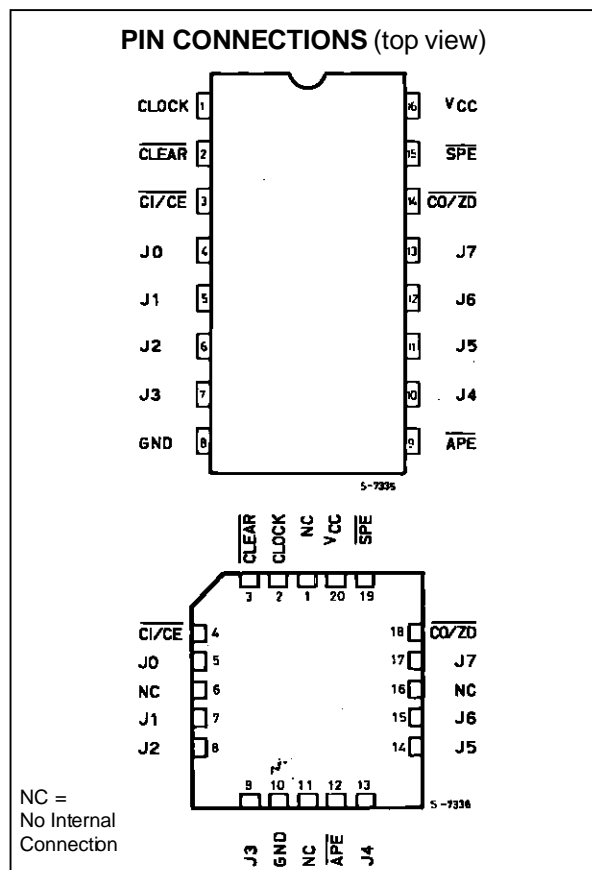 PIN CONNECTIONS (top view)
CLOCK 1 16 VCC
CLEAR 2 15 SPE
CI/CE 3 14 CO/ZD
J0 4 13 J7
J1 5 12 J6
J2 6 11 J5
J3 7 10 J4
GND 8 9 APE
S-7335
CLEAR CLOCK NC VCC SPE
3 2 1 20 19
CI/CE 4 18 CO/ZD
J0 5 17 J7
NC 6 16 NC
J1 7 15 J6
J2 8 14 J5
9 10 11 12 13
S-7336
J3 GND NC APE J4
NC =
No Internal
Connection